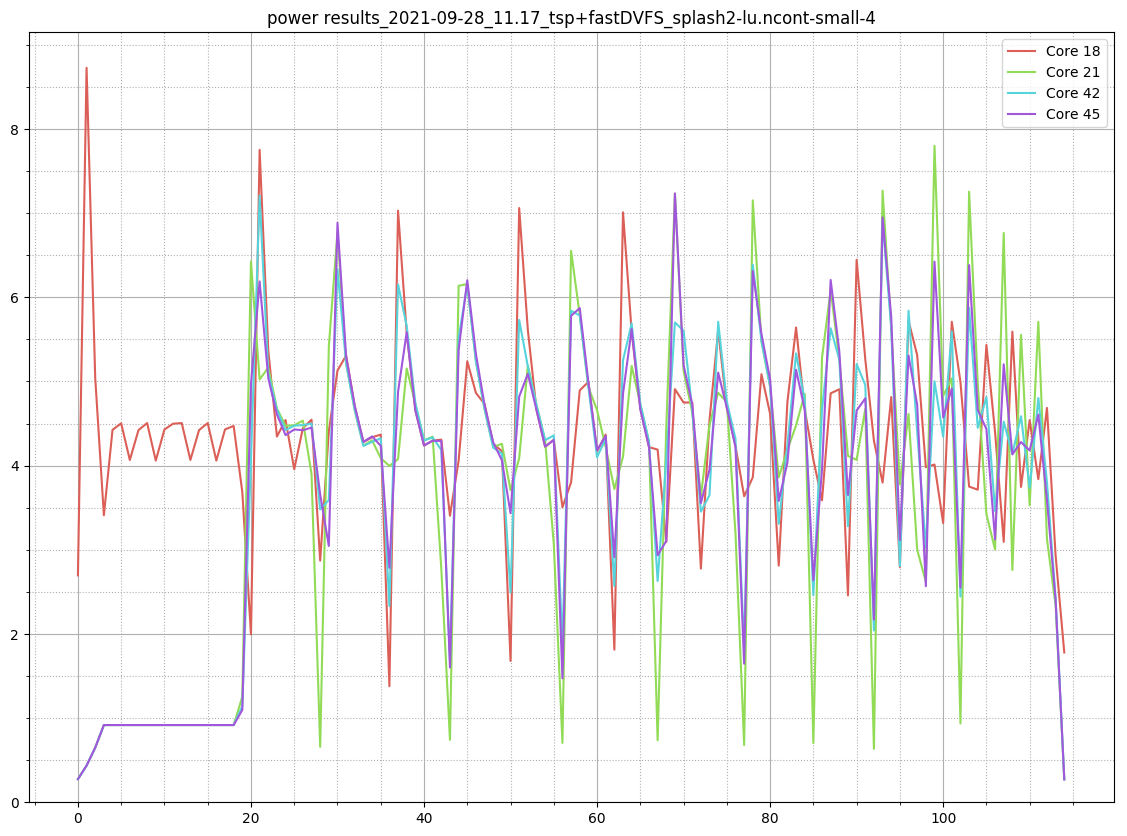 power results_2021-09-28_11.17_tsp+fastDVFS_splash2-lu.ncont-small-4
Core 18
Core 21
Core 42
Core 45
8
6
4
2
0
0 20 40 60 80 100